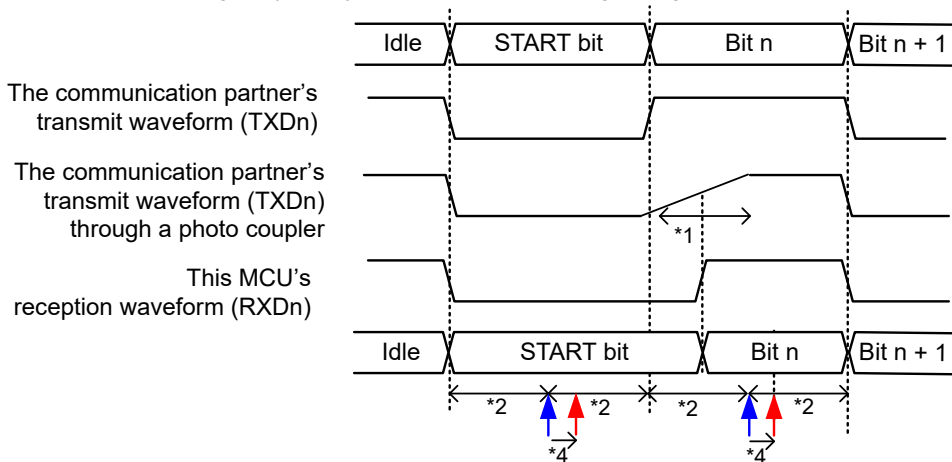 Idle START bit Bit n Bit n + 1
The communication partner's
transmit waveform (TXDn)
The communication partner's
transmit waveform (TXDn)
through a photo coupler
*1
This MCU's
reception waveform (RXDn)
Idle START bit Bit n Bit n + 1
*2 *2 *2 *2
*4 *4